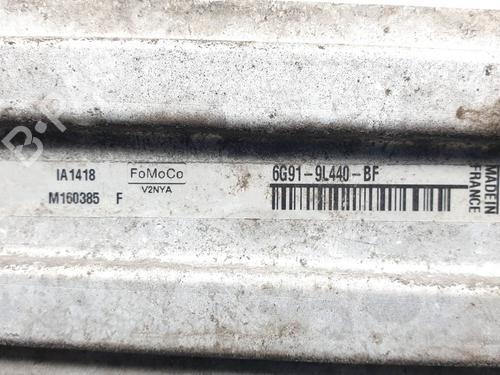 IA1418
M160385 F
FoMoCo
V2NYA
6G91-9L440-BF
MADE IN
FRANCE